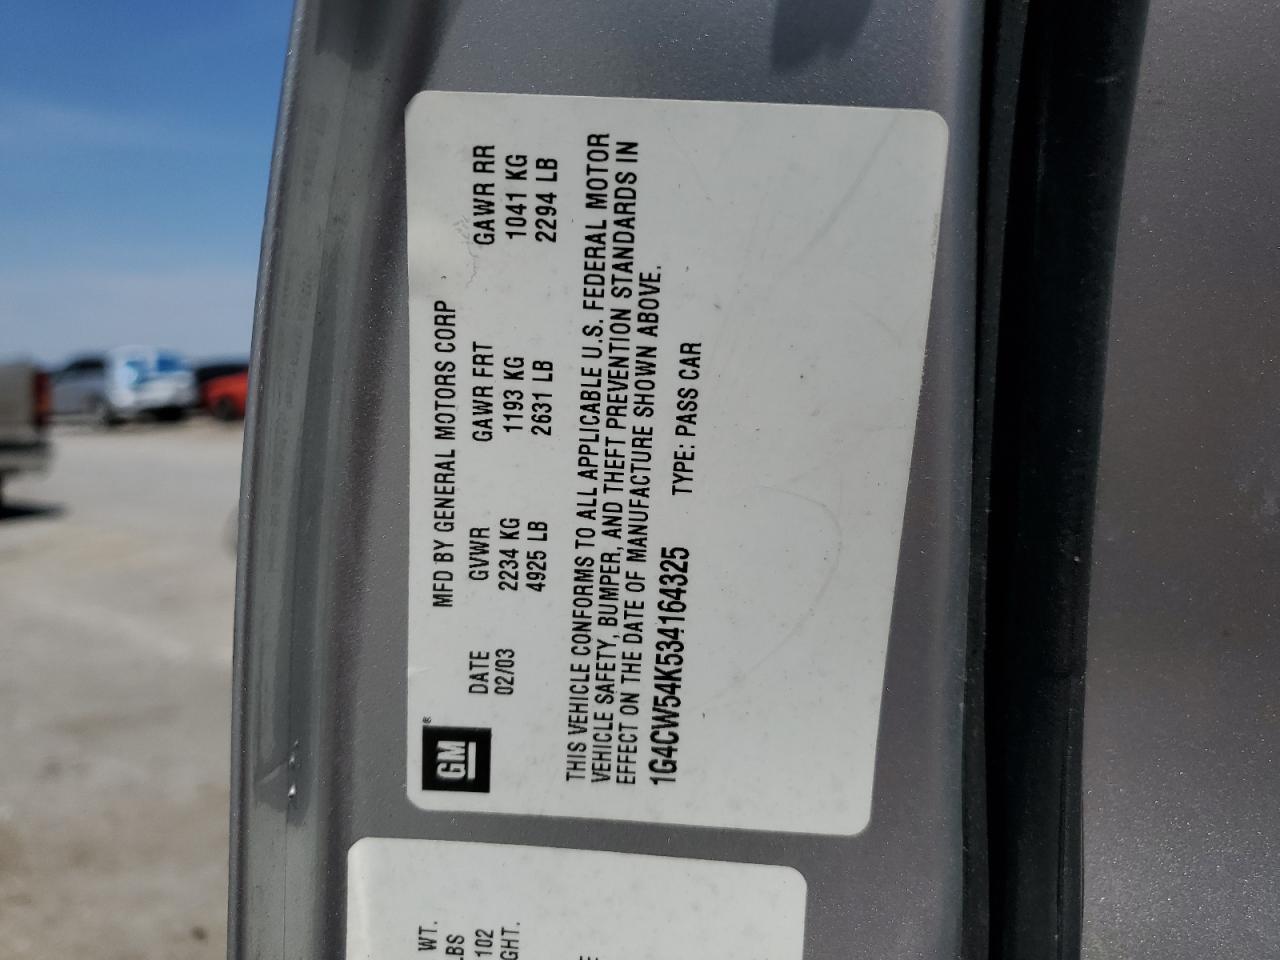 GM®
MFD BY GENERAL MOTORS CORP
DATE GVWR GAWR FRT GAWR RR
02/03 2234 KG 1193 KG 1041 KG
4925 LB 2631 LB 2294 LB
THIS VEHICLE CONFORMS TO ALL APPLICABLE U.S. FEDERAL MOTOR
VEHICLE SAFETY, BUMPER, AND THEFT PREVENTION STANDARDS IN
EFFECT ON THE DATE OF MANUFACTURE SHOWN ABOVE.
1G4CW54K534164325 TYPE: PASS CAR
WT.
LBS
102
GHT.